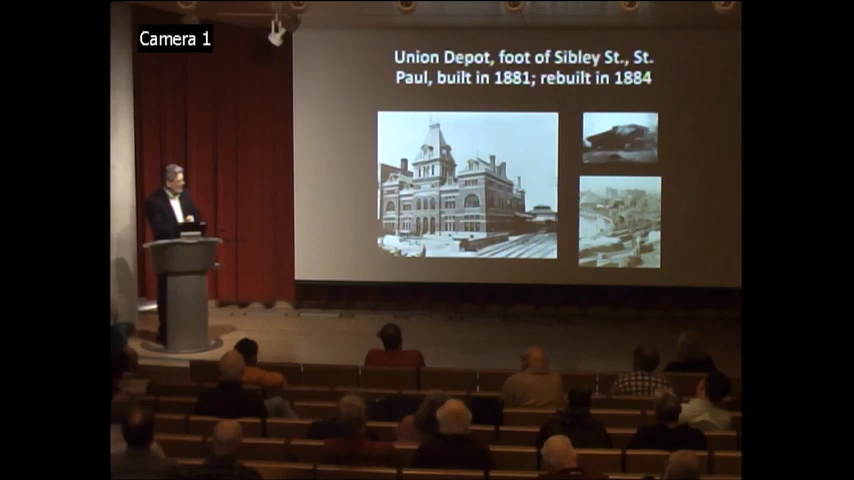 Camera 1
Union Depot, foot of Sibley St., St.
Paul, built in 1881; rebuilt in 1884